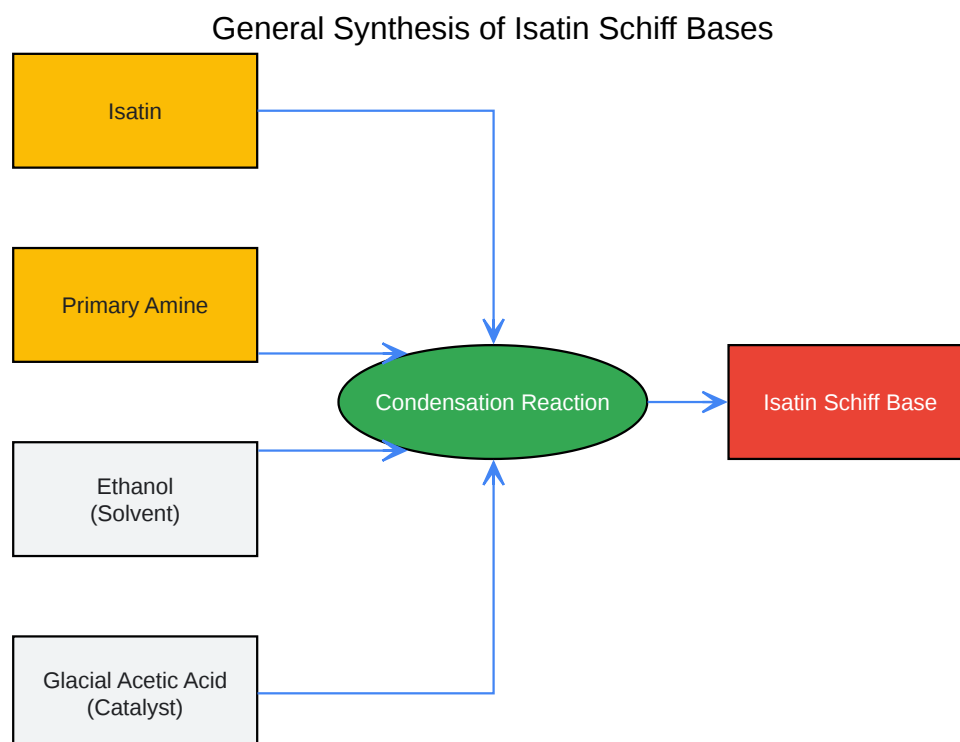 General Synthesis of Isatin Schiff Bases
Isatin
Primary Amine
Condensation Reaction
Isatin Schiff Base
Ethanol
(Solvent)
Glacial Acetic Acid
(Catalyst)